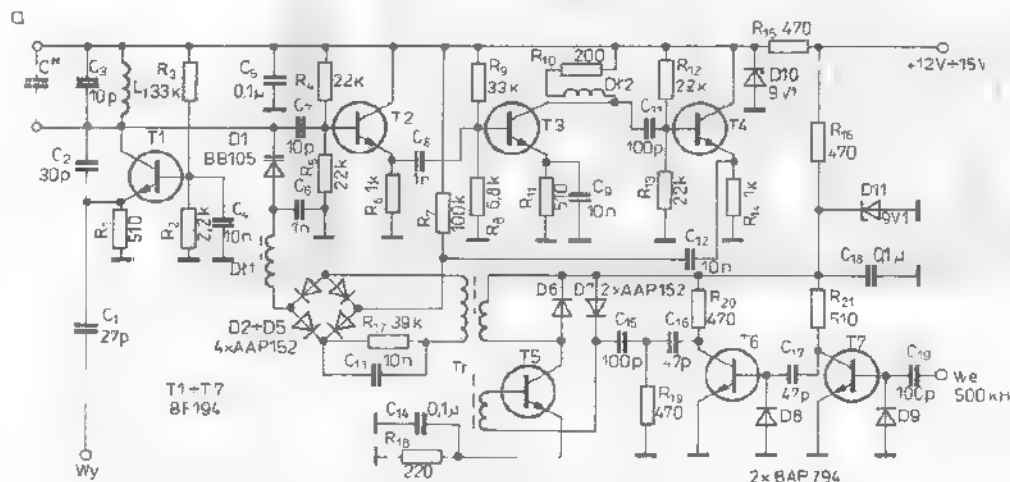 a
C*
C3
10p
L1
R3
33k
C5
0,1µ
R4
22k
C7
10p
T2
C8
1n
R9
33k
R10
200
Dł2
T3
C11
100p
R12
22k
T4
R15 470
D10
9V1
+12V÷15V
R16
470
D11
9V1
C18 0,1µ
C2
30p
T1
R1
510
R2
2,2k
C4
10n
D1
BB105
C6
1n
R5
22k
R6
1k
R7
100k
R8
6,8k
R11
510
C9
10n
R13
22k
R14
1k
C12
10n
Dł1
D2÷D5
4×AAP152
R17 39k
C13
10n
Tr
D6
D7 2×AAP152
C15
100p
C16
47p
R19
470
R20
470
R21
510
T6
C17
47p
T7
C19
100p
We
500kH
D8
D9
2×BAP794
T5
C14
0,1µ
R18
220
C1
27p
T1÷T7
BF194
Wy